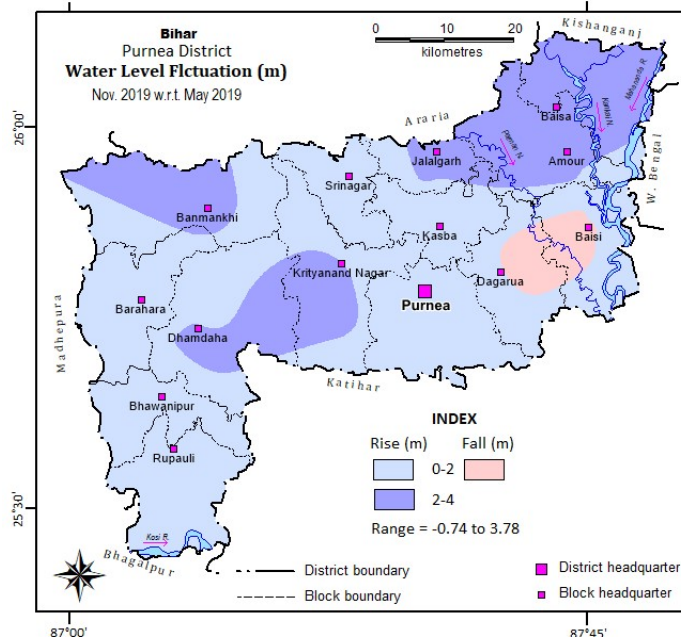 Bihar
Purnea District
Water Level Flctuation (m)
Nov. 2019 w.r.t. May 2019
0 10 20
kilometres
Kishanganj
Mahananda R.
Kankai N.
Baisa
Araria
Parman N.
26°00'
Jalalgarh
Amour
W. Bengal
Srinagar
Banmankhi
Kasba
Baisi
Krityanand Nagar
Dagarua
Purnea
Barahara
Madhepura
Dhamdaha
Katihar
Bhawanipur
Rupauli
25°30'
Kosi R.
Bhagalpur
INDEX
Rise (m) Fall (m)
0-2
2-4
Range = -0.74 to 3.78
District boundary
Block boundary
District headquarter
Block headquarter
87°00'
87°45'